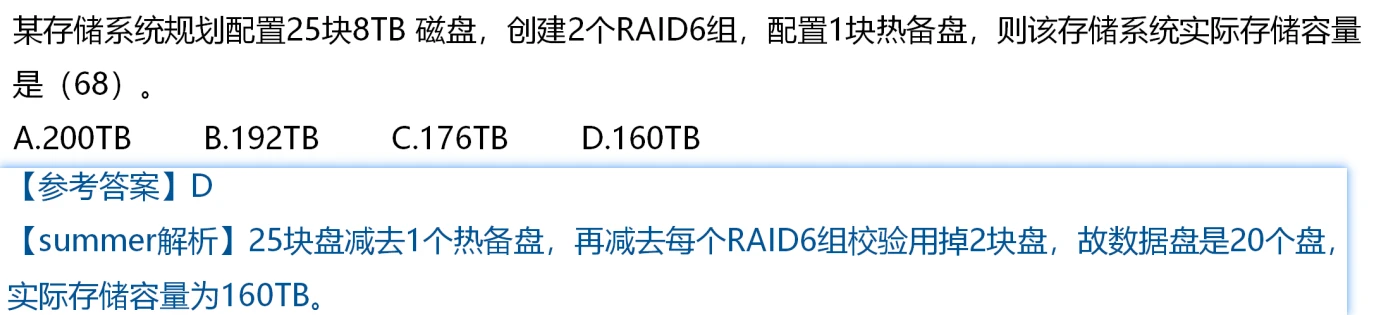 某存储系统规划配置25块8TB 磁盘，创建2个RAID6组，配置1块热备盘，则该存储系统实际存储容量
是（68）。
A.200TB B.192TB C.176TB D.160TB
【参考答案】D
【summer解析】25块盘减去1个热备盘，再减去每个RAID6组校验用掉2块盘，故数据盘是20个盘，
实际存储容量为160TB。